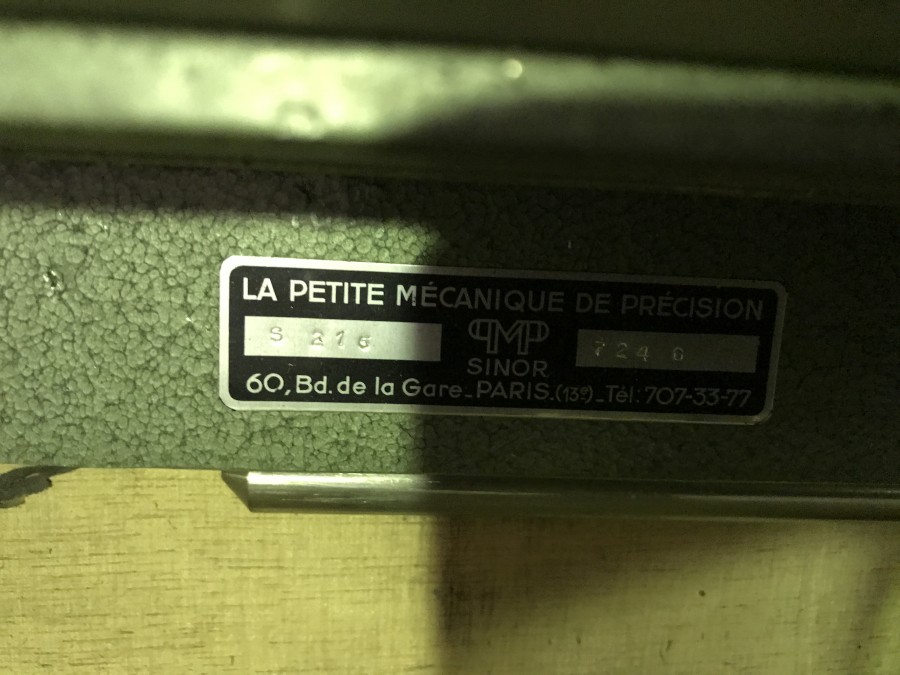 LA PETITE MÉCANIQUE DE PRÉCISION
S 216 PMP 724 6
SINOR
60, Bd. de la Gare_PARIS.(13e)_Tél: 707-33-77